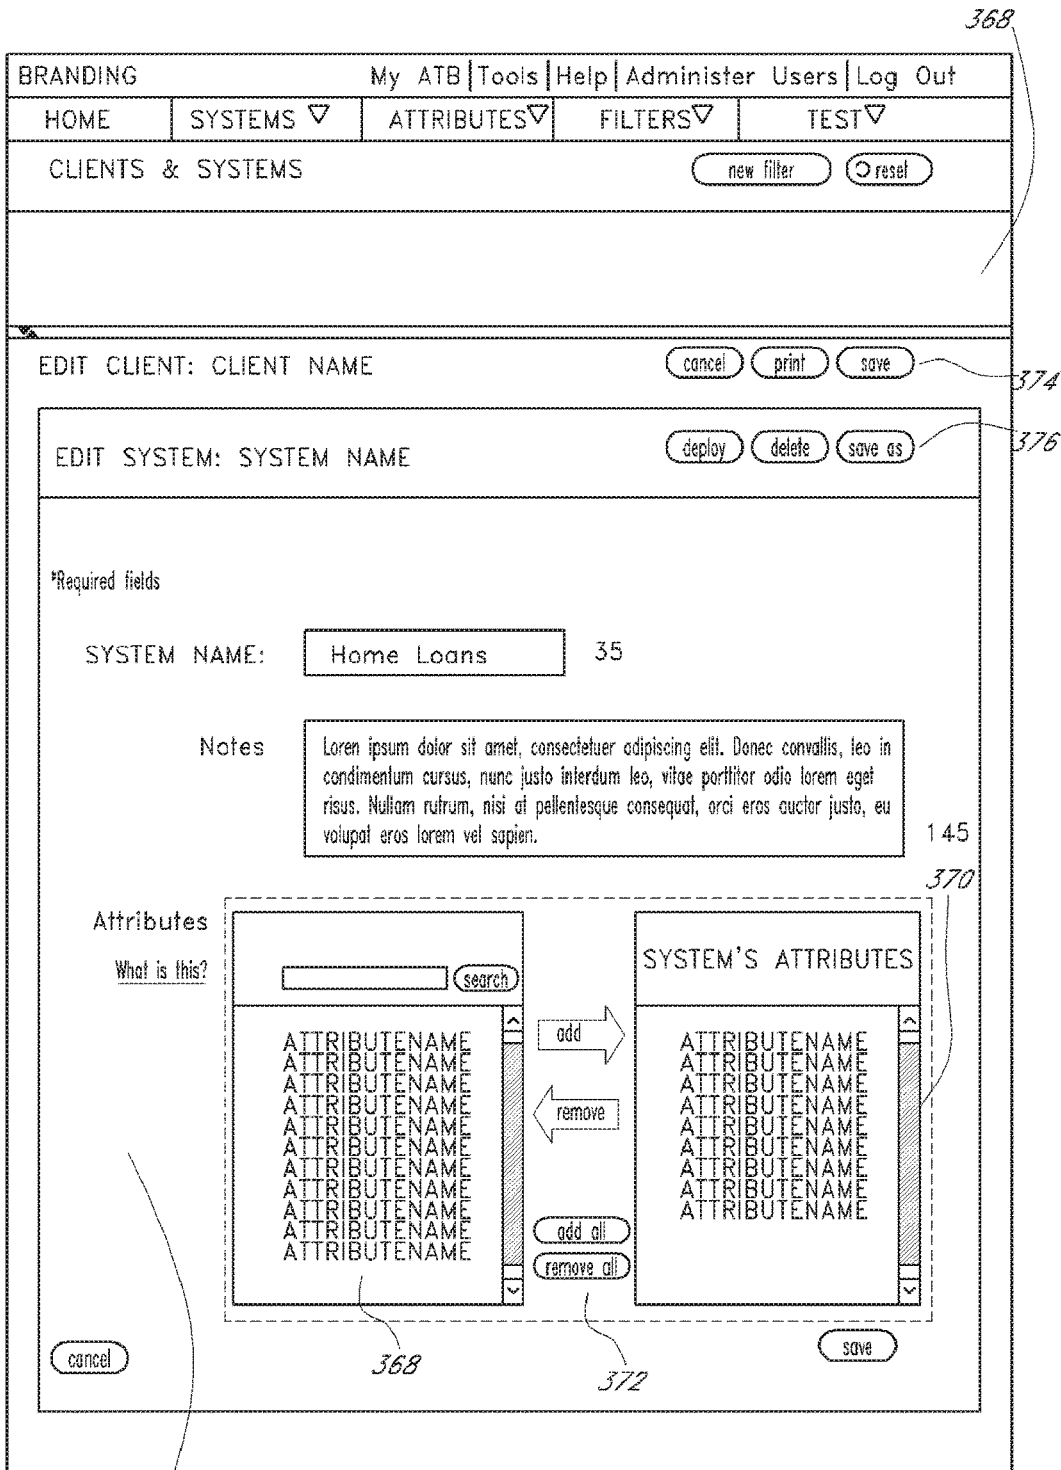 368
BRANDING My ATB|Tools|Help|Administer Users|Log Out
HOME SYSTEMS ▽ ATTRIBUTES▽ FILTERS▽ TEST▽
CLIENTS & SYSTEMS new filter reset
EDIT CLIENT: CLIENT NAME cancel print save
374
EDIT SYSTEM: SYSTEM NAME deploy delete save as
376
*Required fields
SYSTEM NAME: Home Loans 35
Notes Loren ipsum dolor sit amet, consectetuer adipiscing elit. Donec convallis, leo in
condimentum cursus, nunc justo interdum leo, vitae porttitor odio lorem eget
risus. Nullam rutrum, nisi at pellentesque consequat, orci eros auctor justo, eu
volupat eros lorem vel sapien.
145
370
Attributes
What is this?
search
SYSTEM'S ATTRIBUTES
ATTRIBUTENAME add ATTRIBUTENAME
ATTRIBUTENAME ATTRIBUTENAME
ATTRIBUTENAME ATTRIBUTENAME
ATTRIBUTENAME ATTRIBUTENAME
ATTRIBUTENAME remove ATTRIBUTENAME
ATTRIBUTENAME ATTRIBUTENAME
ATTRIBUTENAME ATTRIBUTENAME
ATTRIBUTENAME ATTRIBUTENAME
ATTRIBUTENAME ATTRIBUTENAME
ATTRIBUTENAME add all
ATTRIBUTENAME remove all
cancel 368 372 save